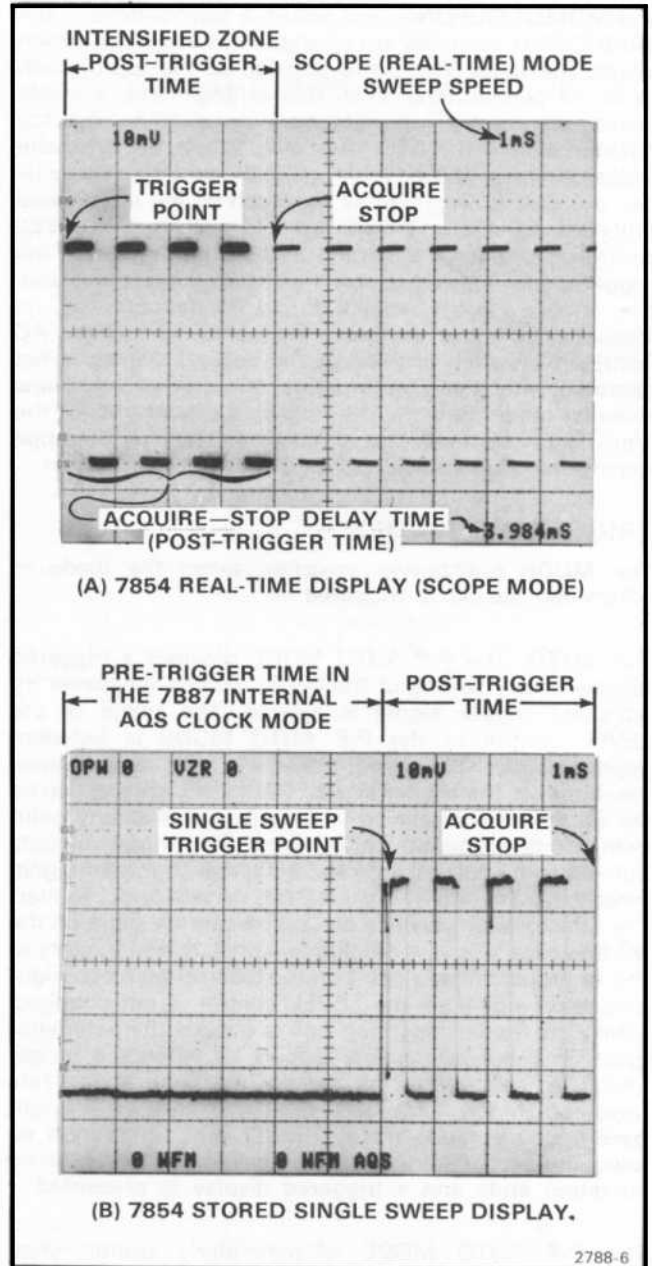 INTENSIFIED ZONE
POST–TRIGGER
TIME
SCOPE (REAL–TIME) MODE
SWEEP SPEED
10mV
1mS
TRIGGER
POINT
ACQUIRE
STOP
ACQUIRE—STOP DELAY TIME
(POST–TRIGGER TIME)
3.984mS
(A) 7854 REAL-TIME DISPLAY (SCOPE MODE)
PRE-TRIGGER TIME IN
THE 7B87 INTERNAL
AQS CLOCK MODE
POST–TRIGGER
TIME
OPW 0 VZR 0. 10mV 1mS
SINGLE SWEEP
TRIGGER POINT
ACQUIRE
STOP
0 WFM 0 WFM AQS
(B) 7854 STORED SINGLE SWEEP DISPLAY.
2788-6